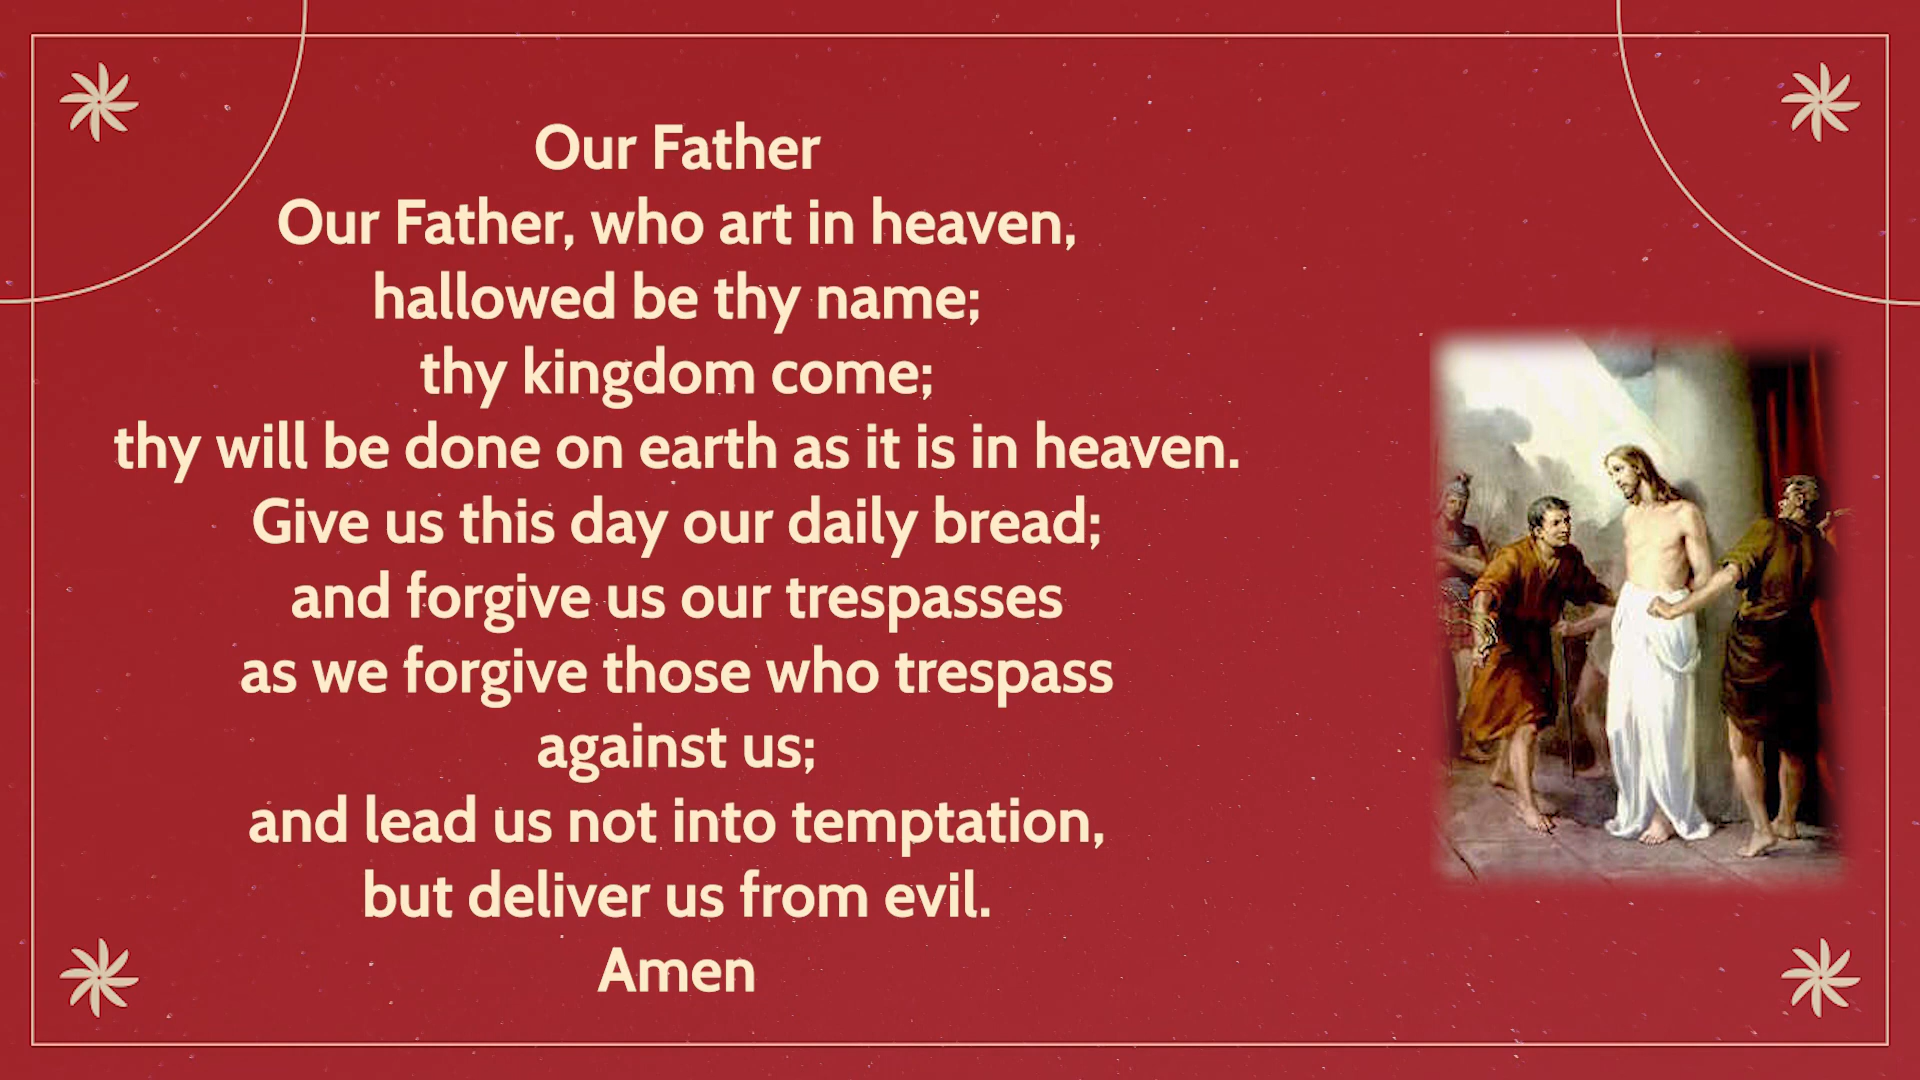 Our Father
Our Father, who art in heaven,
hallowed be thy name;
thy kingdom come;
thy will be done on earth as it is in heaven.
Give us this day our daily bread;
and forgive us our trespasses
as we forgive those who trespass
against us;
and lead us not into temptation,
but deliver us from evil.
Amen